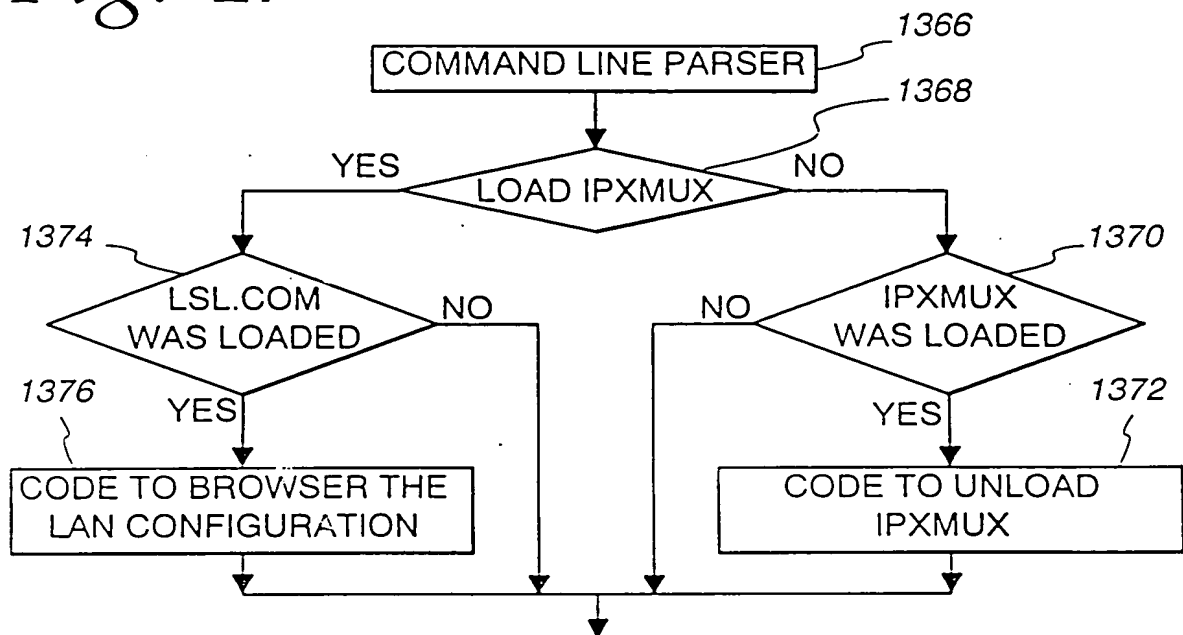 1366
COMMAND LINE PARSER
1368
YES
LOAD IPXMUX
NO
1374
1370
LSL.COM
WAS LOADED
NO
NO
IPXMUX
WAS LOADED
1376
YES
YES
1372
CODE TO BROWSER THE
LAN CONFIGURATION
CODE TO UNLOAD
IPXMUX